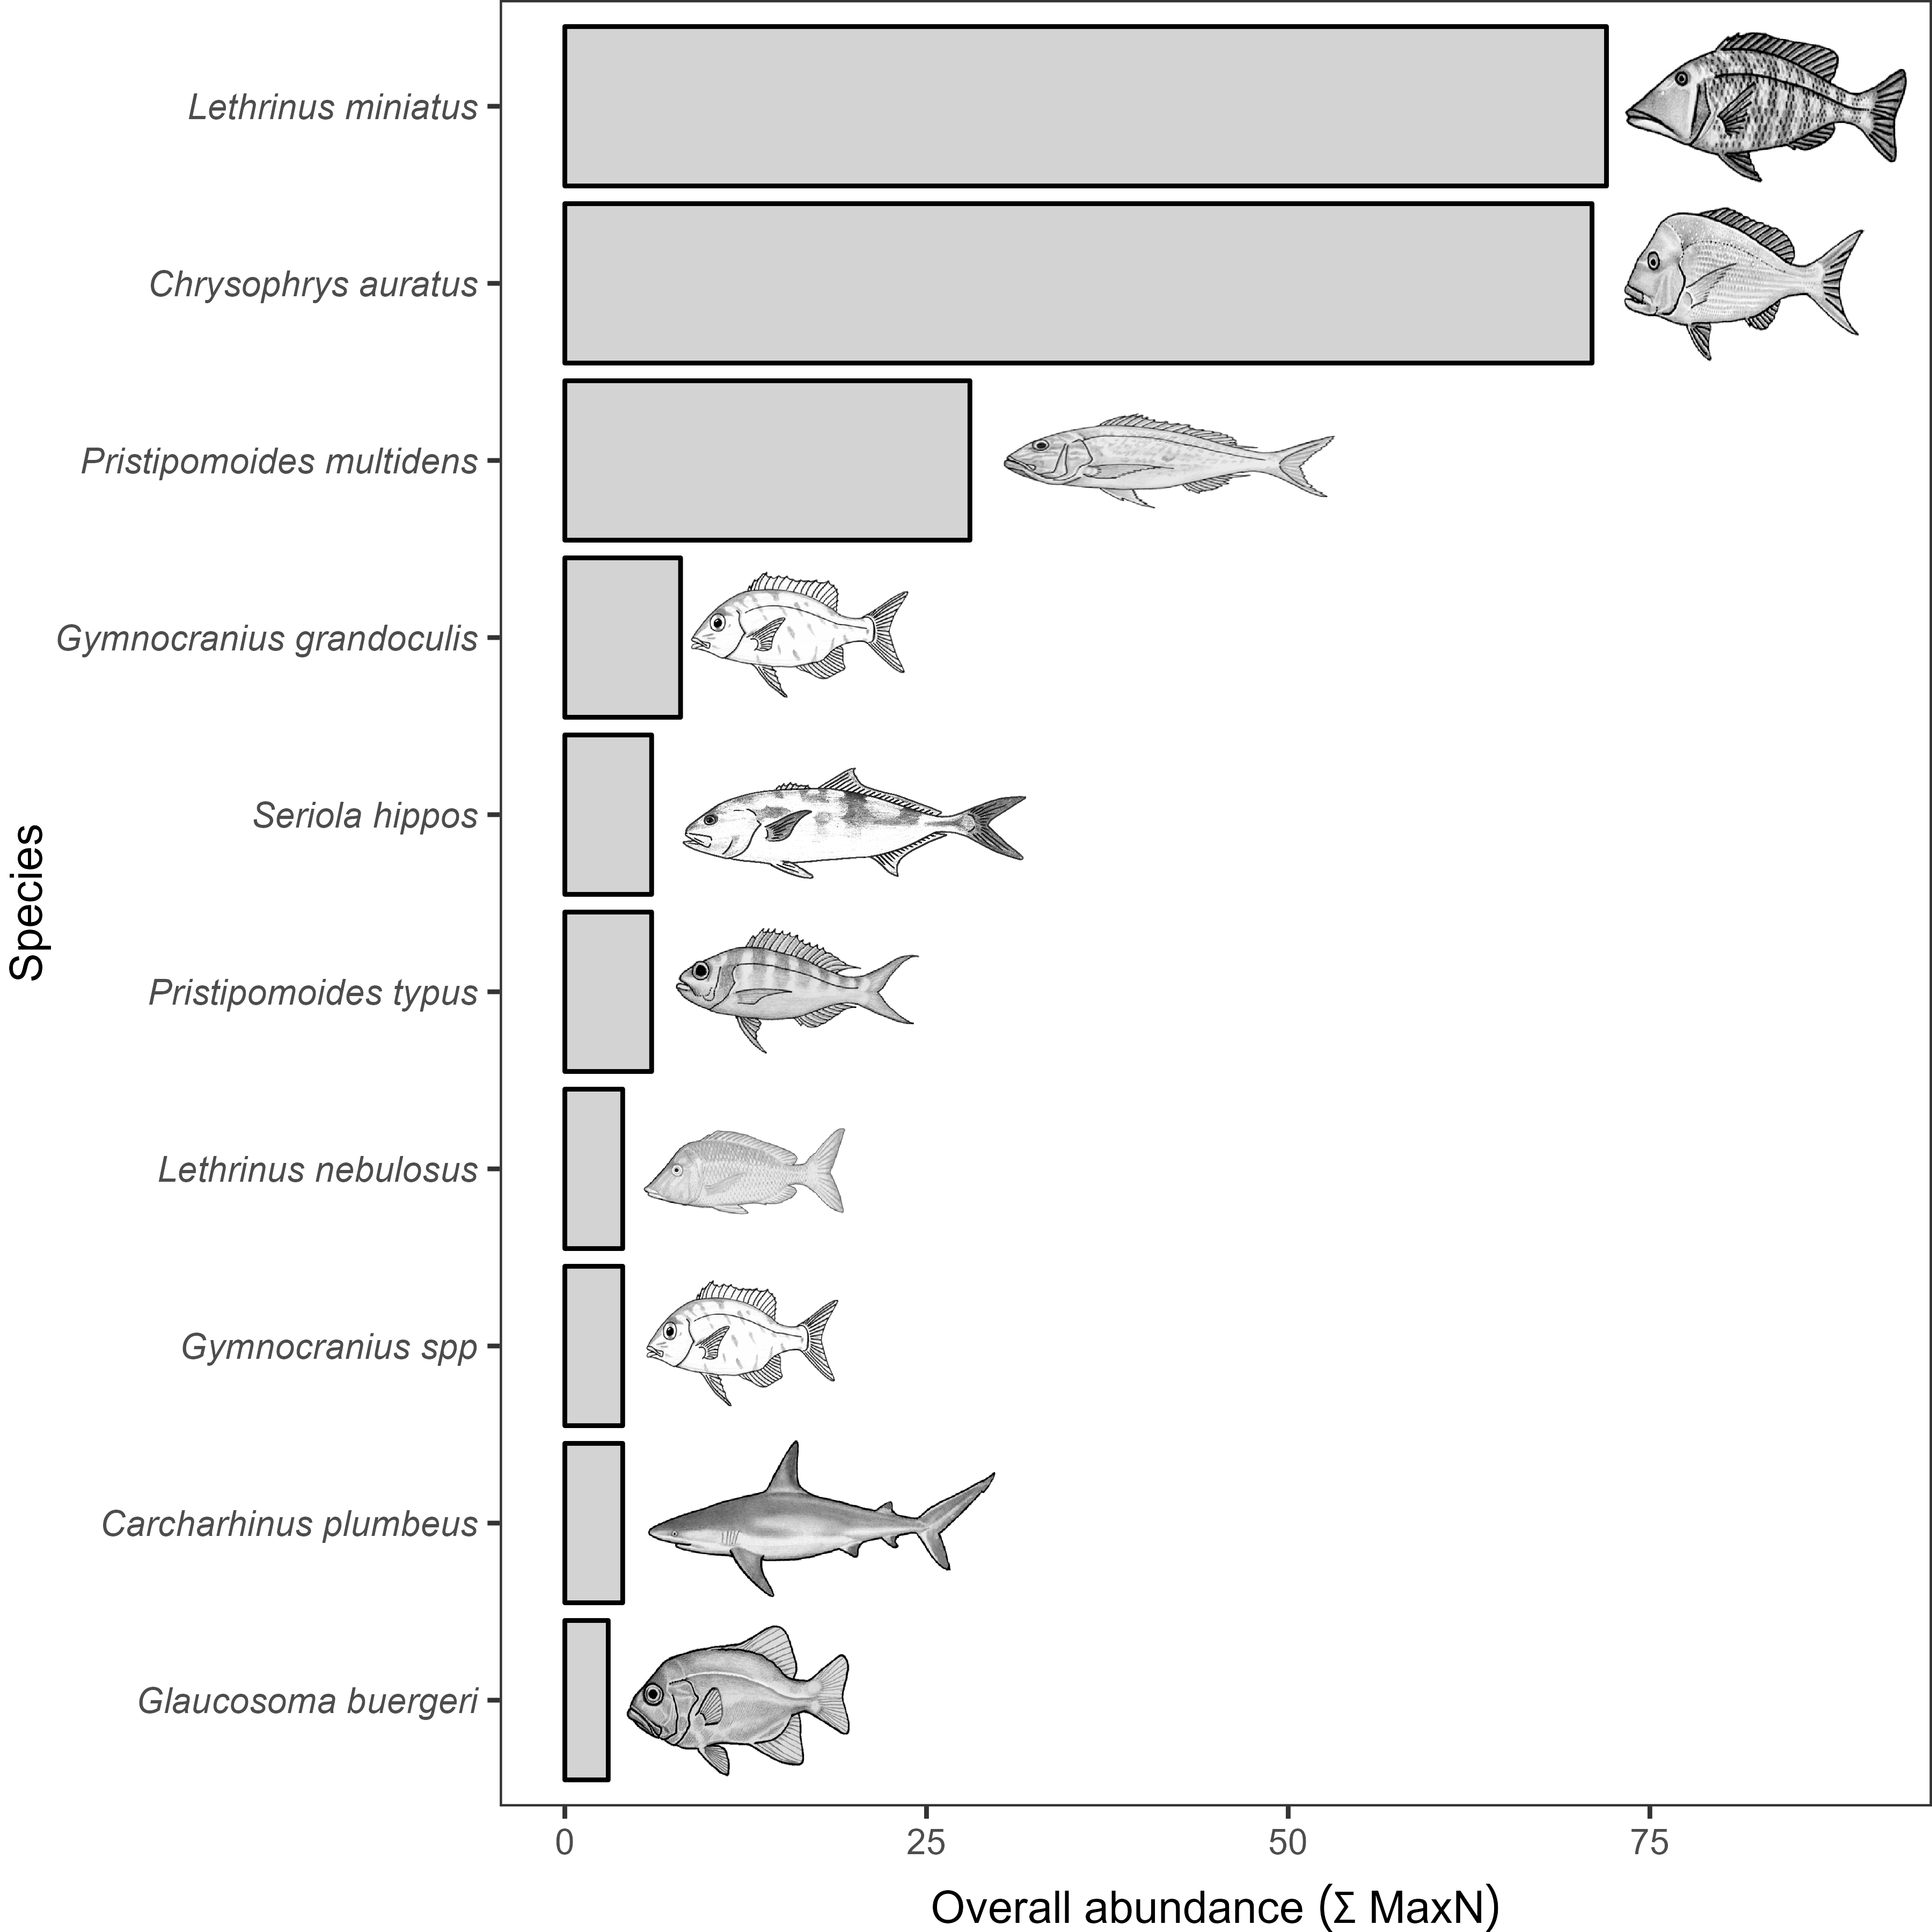 Lethrinus miniatus
Chrysophrys auratus
Pristipomoides multidens
Gymnocranius grandoculis
Seriola hippos
Pristipomoides typus
Lethrinus nebulosus
Gymnocranius spp
Carcharhinus plumbeus
Glaucosoma buergeri
Species
0 25 50 75
Overall abundance (Σ MaxN)